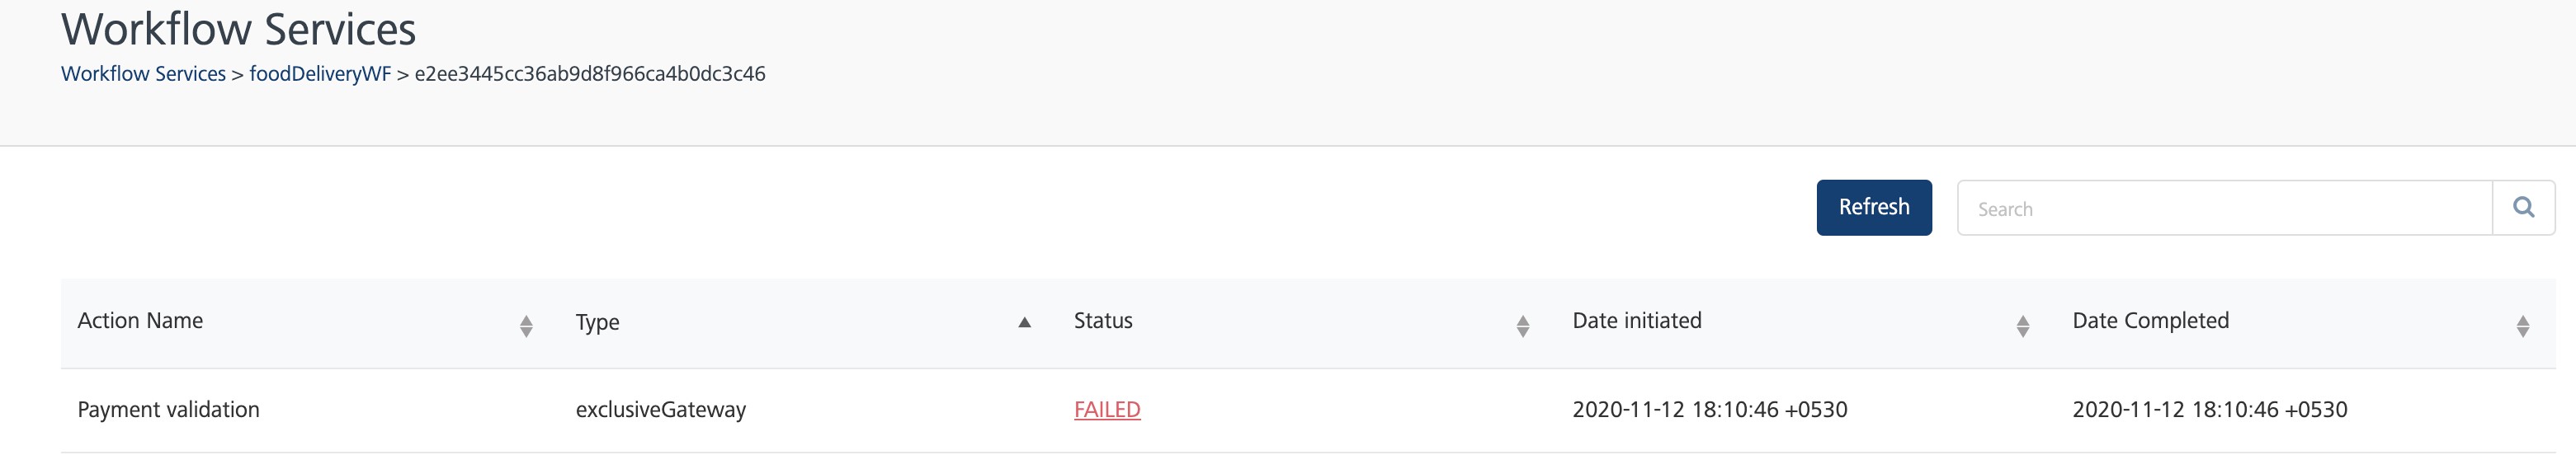 Workflow Services
Workflow Services > foodDeliveryWF > e2ee3445cc36ab9d8f966ca4b0dc3c46
Refresh
Search
Action Name Type Status Date initiated Date Completed
Payment validation exclusiveGateway FAILED 2020-11-12 18:10:46 +0530 2020-11-12 18:10:46 +0530